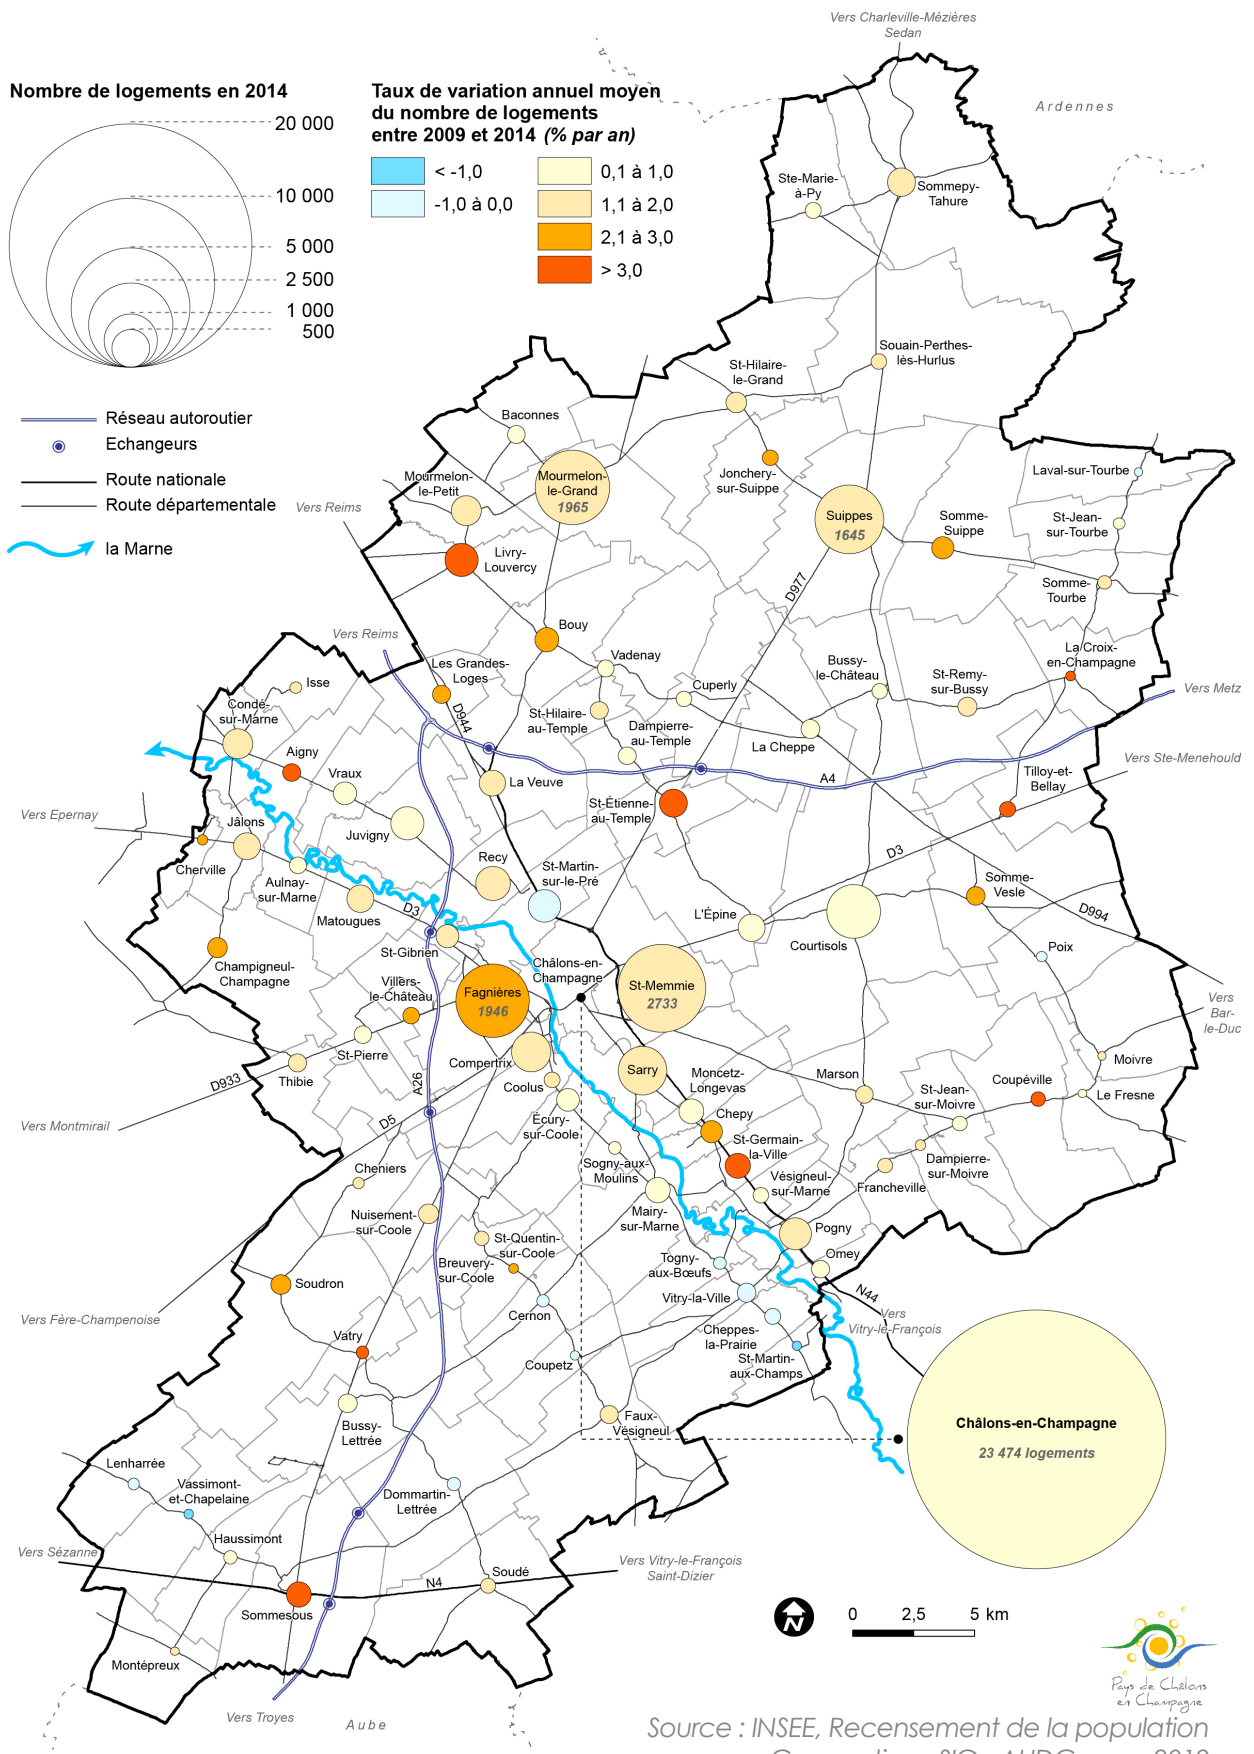 Vers Charleville-Mézières
Sedan
Ardennes
Nombre de logements en 2014
20 000
10 000
5 000
2 500
1 000
500
Taux de variation annuel moyen
du nombre de logements
entre 2009 et 2014 (% par an)
< -1,0
-1,0 à 0,0
0,1 à 1,0
1,1 à 2,0
2,1 à 3,0
> 3,0
Réseau autoroutier
Echangeurs
Route nationale
Route départementale
la Marne
Ste-Marie-
à-Py
Sommepy-
Tahure
Souain-Perthes-
lès-Hurlus
St-Hilaire-
le-Grand
Baconnes
Jonchery-
sur-Suippe
Mourmelon-
le-Petit
Mourmelon-
le-Grand
1965
Vers Reims
Suippes
1645
Somme-
Suippe
Laval-sur-Tourbe
St-Jean-
sur-Tourbe
Somme-
Tourbe
Livry-
Louvercy
D977
Bouy
Vers Reims
Vadenay
Les Grandes-
Loges
Cuperly
Bussy-
le-Château
St-Remy-
sur-Bussy
La Croix-
en-Champagne
Vers Metz
Isse
Condé-
sur-Marne
D944
St-Hilaire-
au-Temple
Dampierre-
au-Temple
La Cheppe
Aigny
Vraux
La Veuve
A4
Vers Ste-Menehould
Tilloy-et-
Bellay
St-Étienne-
au-Temple
Vers Epernay
Jâlons
Juvigny
Cherville
Recy
St-Martin-
sur-le-Pré
D3
Aulnay-
sur-Marne
Matougues
D3
Somme-
Vesle
D994
L'Épine
Courtisols
Poix
St-Gibrien
Champigneul-
Champagne
Châlons-en-
Champagne
Villers-
le-Château
Fagnières
1946
St-Memmie
2733
Vers
Bar-
le-Duc
St-Pierre
Compertrix
Thibie
D933
A26
Coolus
Sarry
Moncetz-
Longevas
Marson
Moivre
St-Jean-
sur-Moivre
Coupéville
Le Fresne
Vers Montmirail
D5
Écury-
sur-Coole
Chepy
St-Germain-
la-Ville
Dampierre-
sur-Moivre
Cheniers
Sogny-aux-
Moulins
Vésigneul-
sur-Marne
Francheville
Nuisement-
sur-Coole
Mairy-
sur-Marne
Pogny
St-Quentin-
sur-Coole
Breuvery-
sur-Coole
Togny-
aux-Bœufs
Omey
Soudron
Vitry-la-Ville
N44
Vers
Vitry-le-François
Vers Fère-Champenoise
Cernon
Vatry
Cheppes-
la-Prairie
Coupetz
St-Martin-
aux-Champs
Bussy-
Lettrée
Faux-
Vésigneul
Châlons-en-Champagne
23 474 logements
Lenharrée
Vassimont-
et-Chapelaine
Dommartin-
Lettrée
Haussimont
Vers Sézanne
N4
Soudé
Vers Vitry-le-François
Saint-Dizier
Sommesous
Montépreux
0 2,5 5 km
N
Pays de Châlons
en Champagne
Vers Troyes
Aube
Source : INSEE, Recensement de la population